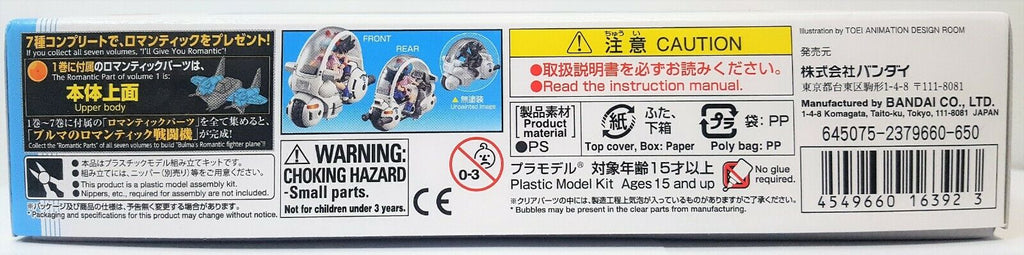 7種コンプリートで、ロマンティックをプレゼント!
If you collect all seven volumes, "I'll Give You Romantic"!
1巻に付属のロマンティックパーツは、
The Romantic Part of volume 1 is:
本体上面
Upper body
1巻〜7巻に付属の「ロマンティックパーツ」を全て集めると、
「ブルマのロマンティック戦闘機」が完成!
Collect the "Romantic Parts" of all seven volumes to build "Bulma's Romantic fighter plane"!
●本品はプラスチックモデル組み立てキットです。
●組み立てには、ニッパー(別売り)等をご用意ください。
●This product is a plastic model assembly kit.
●Nippers, etc., required for assembly are not included.
※パッケージ及び商品の仕様は、予告無く変更する場合があります。
*Packaging and specifications for this product may change without notice.
FRONT
REAR
▲無塗装
Unpainted image
WARNING:
CHOKING HAZARD
-Small parts.
Not for children under 3 years.
0-3
CE
ちゅうい
注意 CAUTION
●取扱説明書を必ずお読みください。
●Read the instruction manual.
【製品素材】
Product material
●PS
紙
ふた、下箱
Top cover, Box: Paper
プラ
袋: PP
Poly bag: PP
プラモデル® 対象年齢15才以上
Plastic Model Kit Ages 15 and up
No glue required.
※クリアパーツの中には、製造工程上気泡が入っているものがありますがご了承ください。
* Bubbles may be present in the clear parts from manufacturing.
Illustration by TOEI ANIMATION DESIGN ROOM
発売元
株式会社バンダイ
東京都台東区駒形1-4-8 〒111-8081
Manufactured by BANDAI CO., LTD.
1-4-8 Komagata, Taito-ku, Tokyo, 111-8081 JAPAN
645075-2379660-650
4 549660 163923